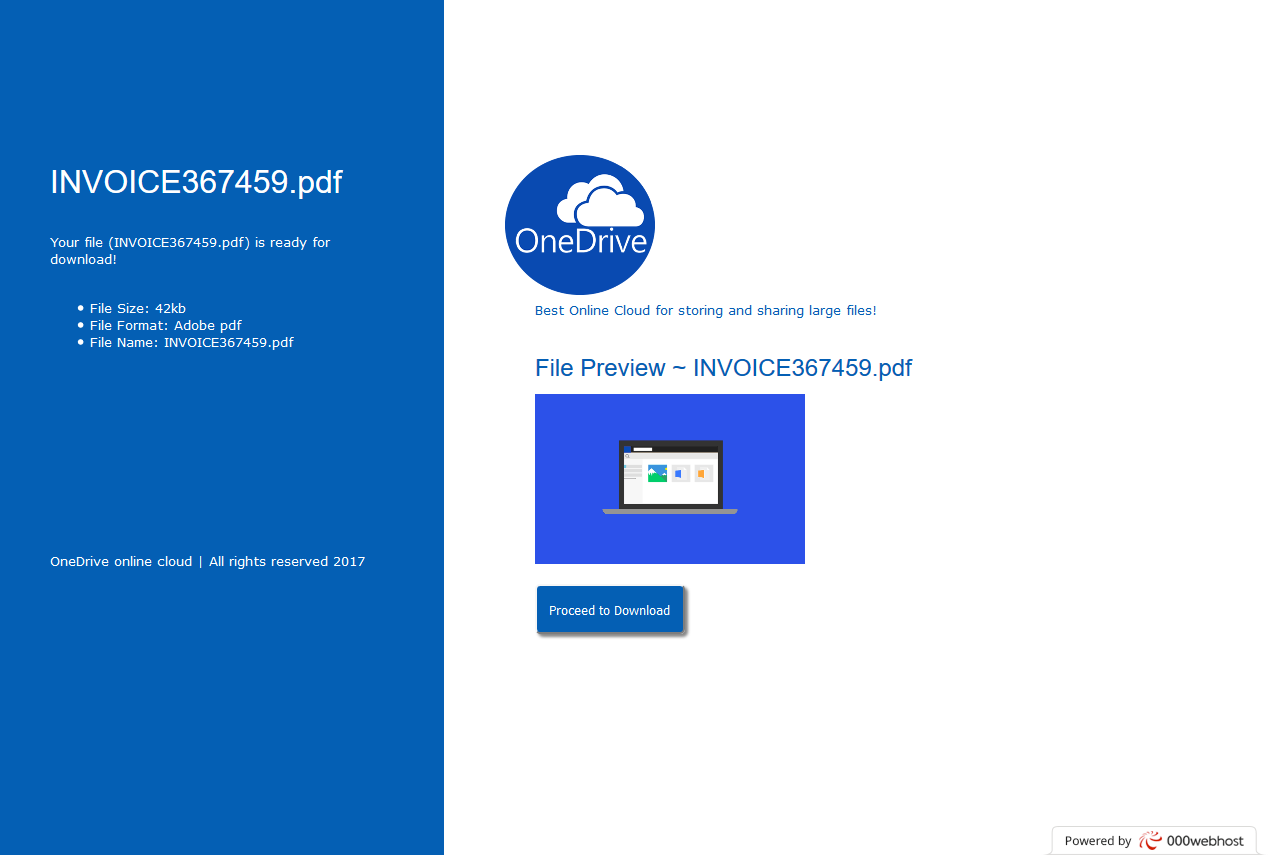 INVOICE367459.pdf
Your file (INVOICE367459.pdf) is ready for
download!
File Size: 42kb
File Format: Adobe pdf
File Name: INVOICE367459.pdf
OneDrive online cloud | All rights reserved 2017
OneDrive
Best Online Cloud for storing and sharing large files!
File Preview ~ INVOICE367459.pdf
Proceed to Download
Powered by 000webhost